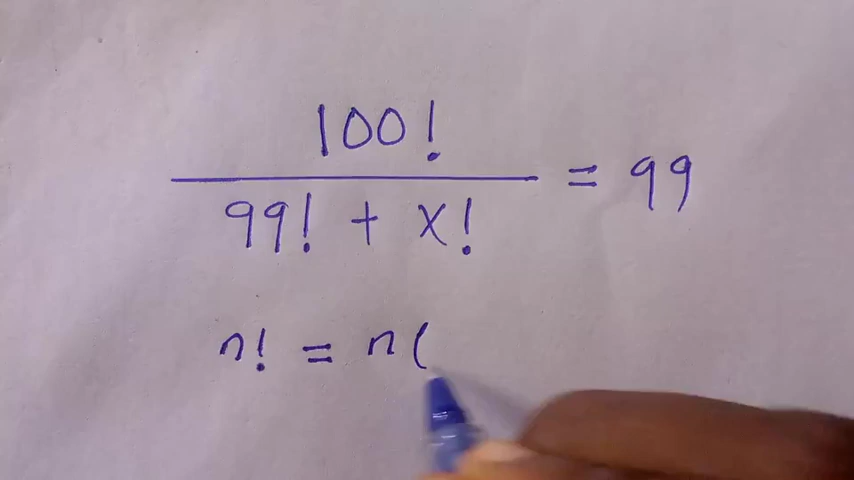 100!
99! + x! = 99
n! = n(